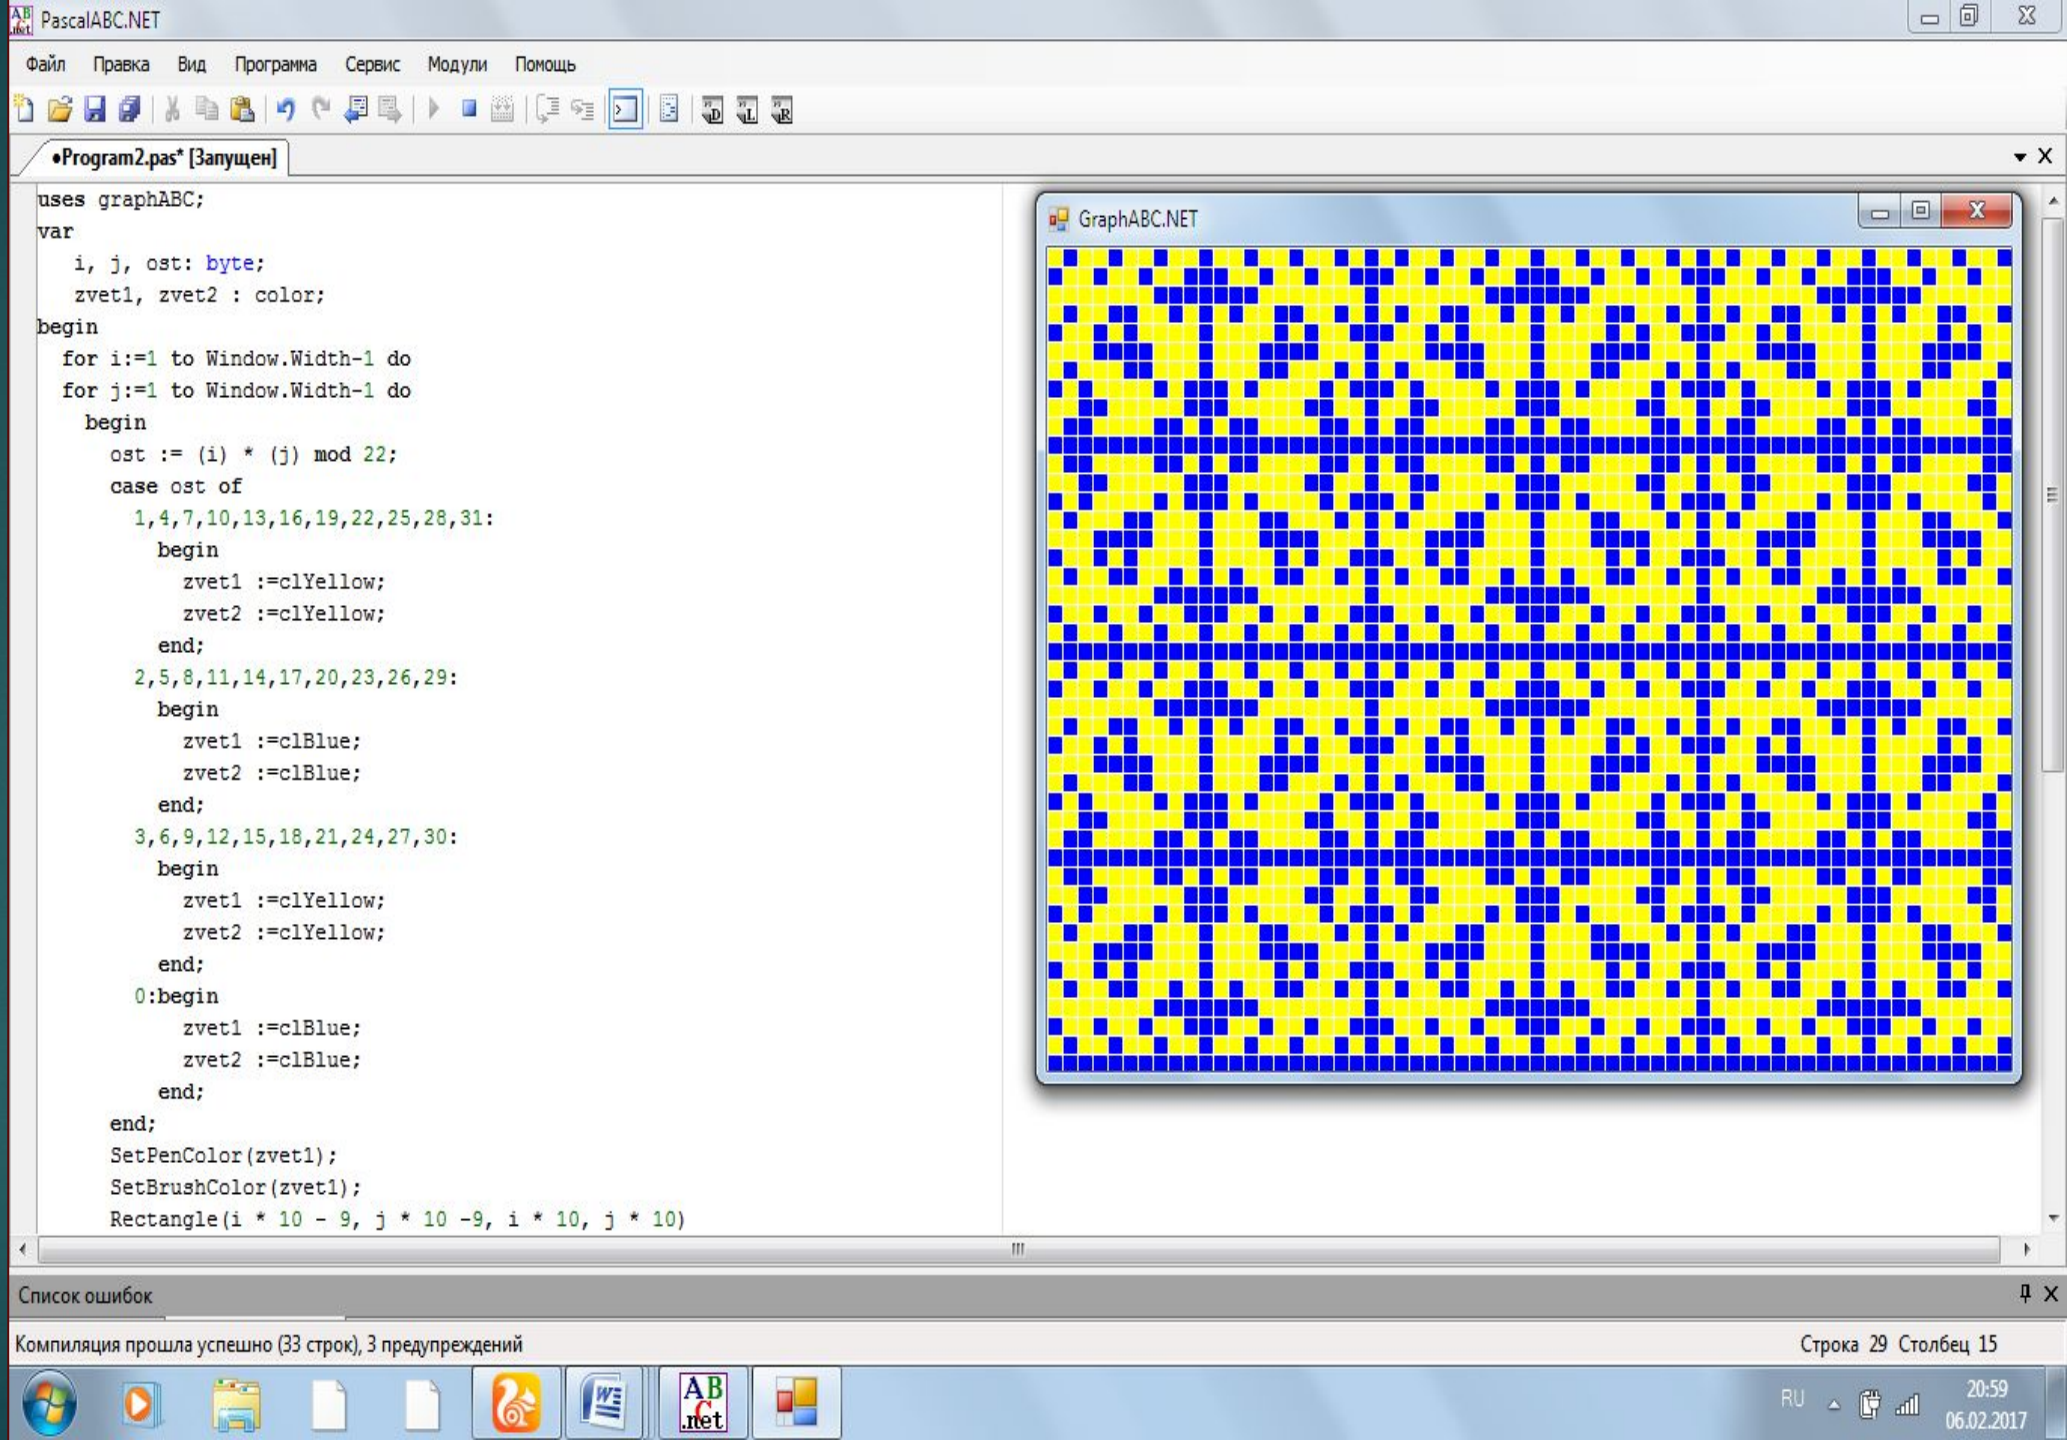 PascalABC.NET
Файл Правка Вид Программа Сервис Модули Помощь
•Program2.pas* [Запущен]
uses graphABC;
var
i, j, ost: byte;
zvet1, zvet2 : color;
begin
for i:=1 to Window.Width-1 do
for j:=1 to Window.Width-1 do
begin
ost := (i) * (j) mod 22;
case ost of
1,4,7,10,13,16,19,22,25,28,31:
begin
zvet1 :=clYellow;
zvet2 :=clYellow;
end;
2,5,8,11,14,17,20,23,26,29:
begin
zvet1 :=clBlue;
zvet2 :=clBlue;
end;
3,6,9,12,15,18,21,24,27,30:
begin
zvet1 :=clYellow;
zvet2 :=clYellow;
end;
0:begin
zvet1 :=clBlue;
zvet2 :=clBlue;
end;
end;
SetPenColor(zvet1);
SetBrushColor(zvet1);
Rectangle(i * 10 - 9, j * 10 -9, i * 10, j * 10)
GraphABC.NET
Список ошибок
Компиляция прошла успешно (33 строк), 3 предупреждений
Строка 29 Столбец 15
RU
20:59
06.02.2017